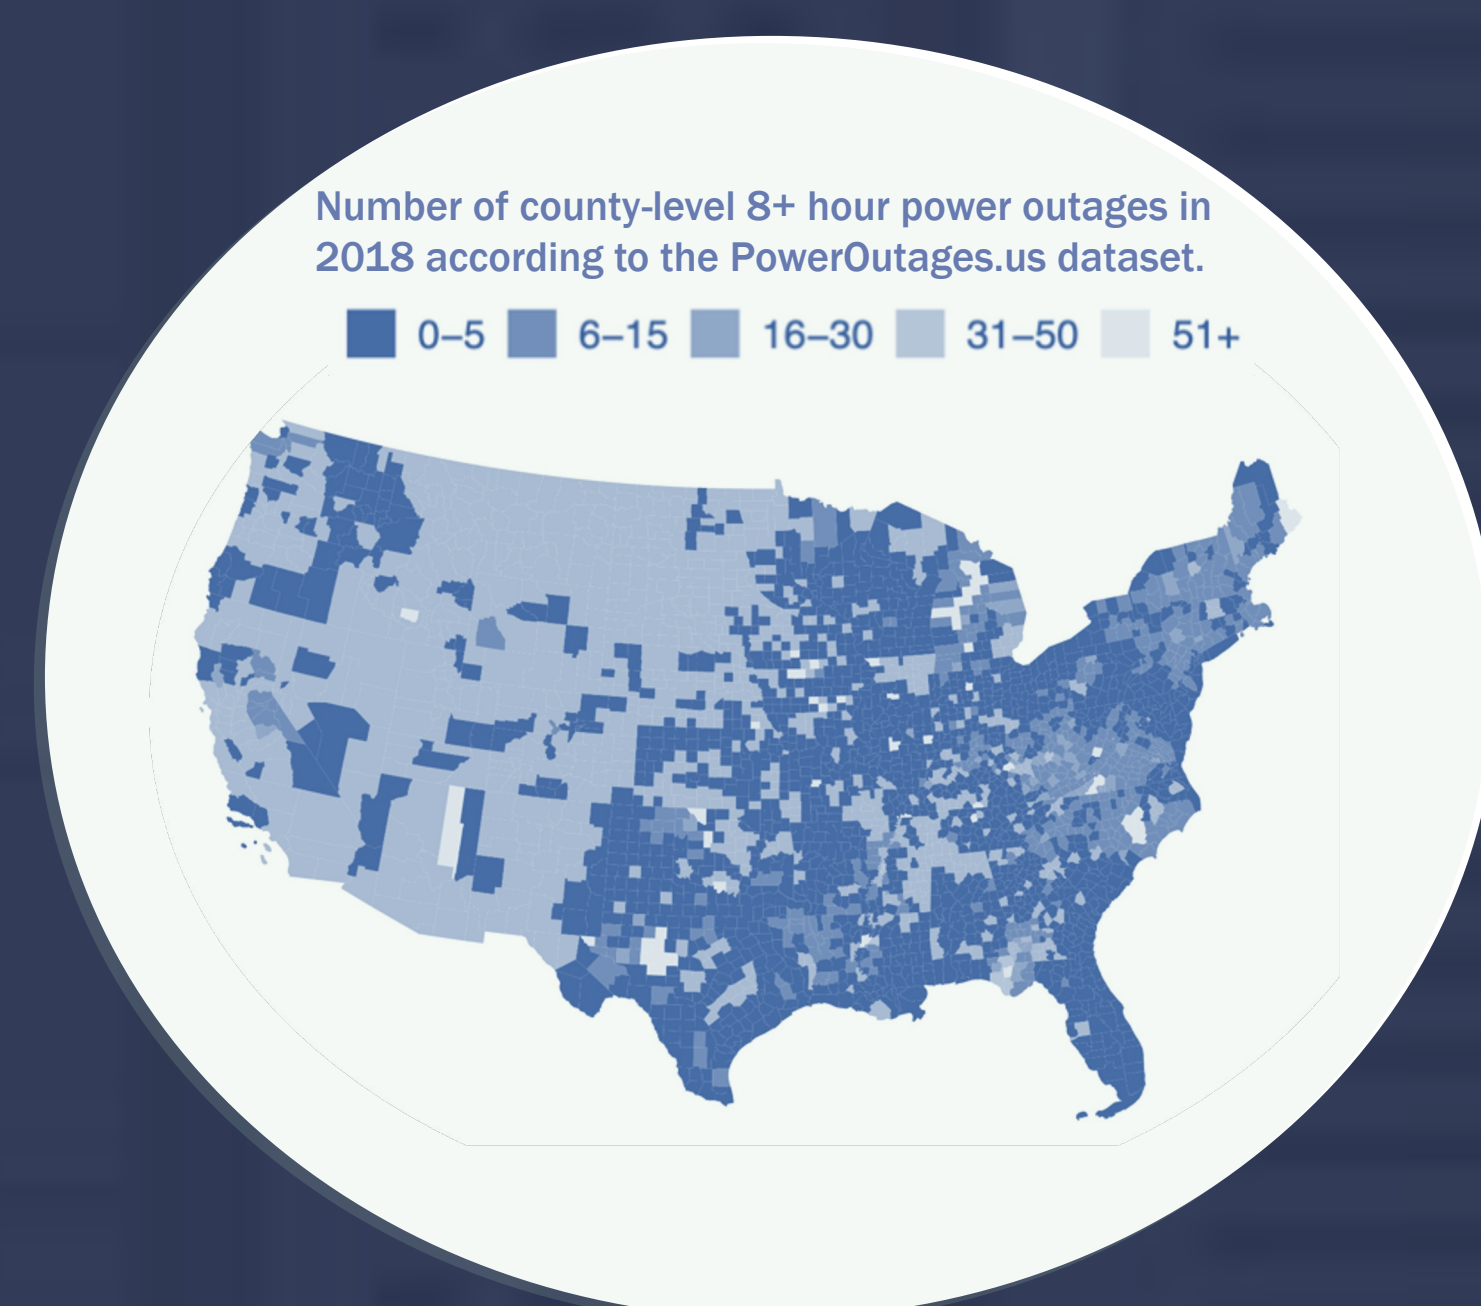 Number of county-level 8+ hour power outages in
2018 according to the PowerOutages.us dataset.
0–5 6–15 16–30 31–50 51+